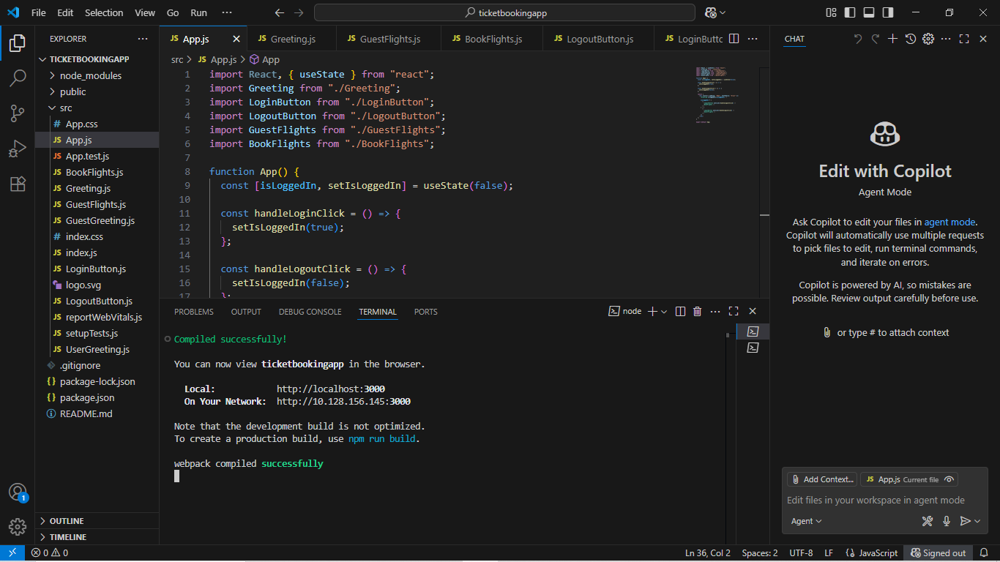 File Edit Selection View Go Run ···
ticketbookingapp
EXPLORER ···
TICKETBOOKINGAPP
node_modules
public
src
# App.css
JS App.js
JS App.test.js
JS BookFlights.js
JS Greeting.js
JS GuestFlights.js
JS GuestGreeting.js
# index.css
JS index.js
JS LoginButton.js
logo.svg
JS LogoutButton.js
JS reportWebVitals.js
JS setupTests.js
JS UserGreeting.js
.gitignore
{} package-lock.json
{} package.json
README.md
OUTLINE
TIMELINE
1
JS App.js
JS Greeting.js
JS GuestFlights.js
JS BookFlights.js
JS LogoutButton.js
JS LoginButtc
···
src > JS App.js > App
1 import React, { useState } from "react";
2 import Greeting from "./Greeting";
3 import LoginButton from "./LoginButton";
4 import LogoutButton from "./LogoutButton";
5 import GuestFlights from "./GuestFlights";
6 import BookFlights from "./BookFlights";
7
8 function App() {
9 const [isLoggedIn, setIsLoggedIn] = useState(false);
10
11 const handleLoginClick = () => {
12 setIsLoggedIn(true);
13 };
14
15 const handleLogoutClick = () => {
16 setIsLoggedIn(false);
17 };
PROBLEMS OUTPUT DEBUG CONSOLE TERMINAL PORTS
node
···
Compiled successfully!
You can now view ticketbookingapp in the browser.
Local: http://localhost:3000
On Your Network: http://10.128.156.145:3000
Note that the development build is not optimized.
To create a production build, use npm run build.
webpack compiled successfully
CHAT
···
Edit with Copilot
Agent Mode
Ask Copilot to edit your files in agent mode.
Copilot will automatically use multiple requests
to pick files to edit, run terminal commands,
and iterate on errors.
Copilot is powered by AI, so mistakes are
possible. Review output carefully before use.
or type # to attach context
Add Context...
JS App.js Current file
Edit files in your workspace in agent mode
Agent
0 0
Ln 36, Col 2 Spaces: 2 UTF-8 LF {} JavaScript Signed out